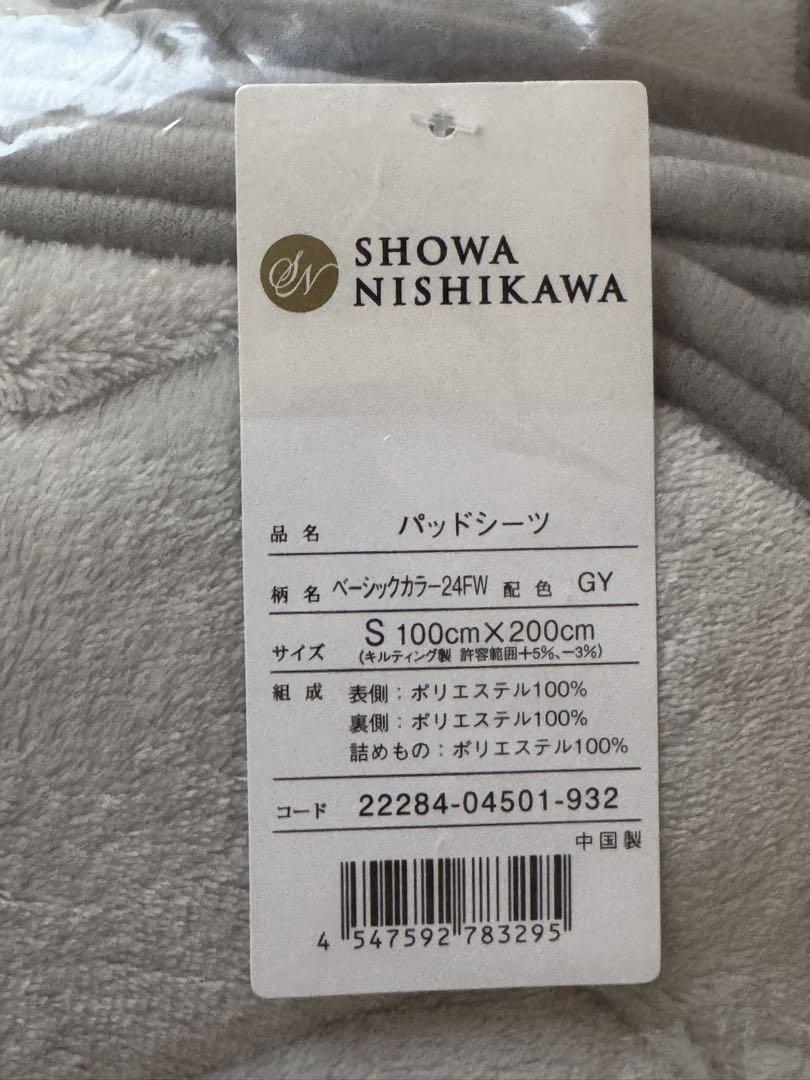 SN
SHOWA
NISHIKAWA
品名 パッドシーツ
柄名 ベーシックカラー24FW 配色 GY
サイズ S 100cm×200cm
(キルティング製 許容範囲+5%、-3%)
組成 表側:ポリエステル100%
裏側:ポリエステル100%
詰めもの:ポリエステル100%
コード 22284-04501-932
中国製
4 547592 783295